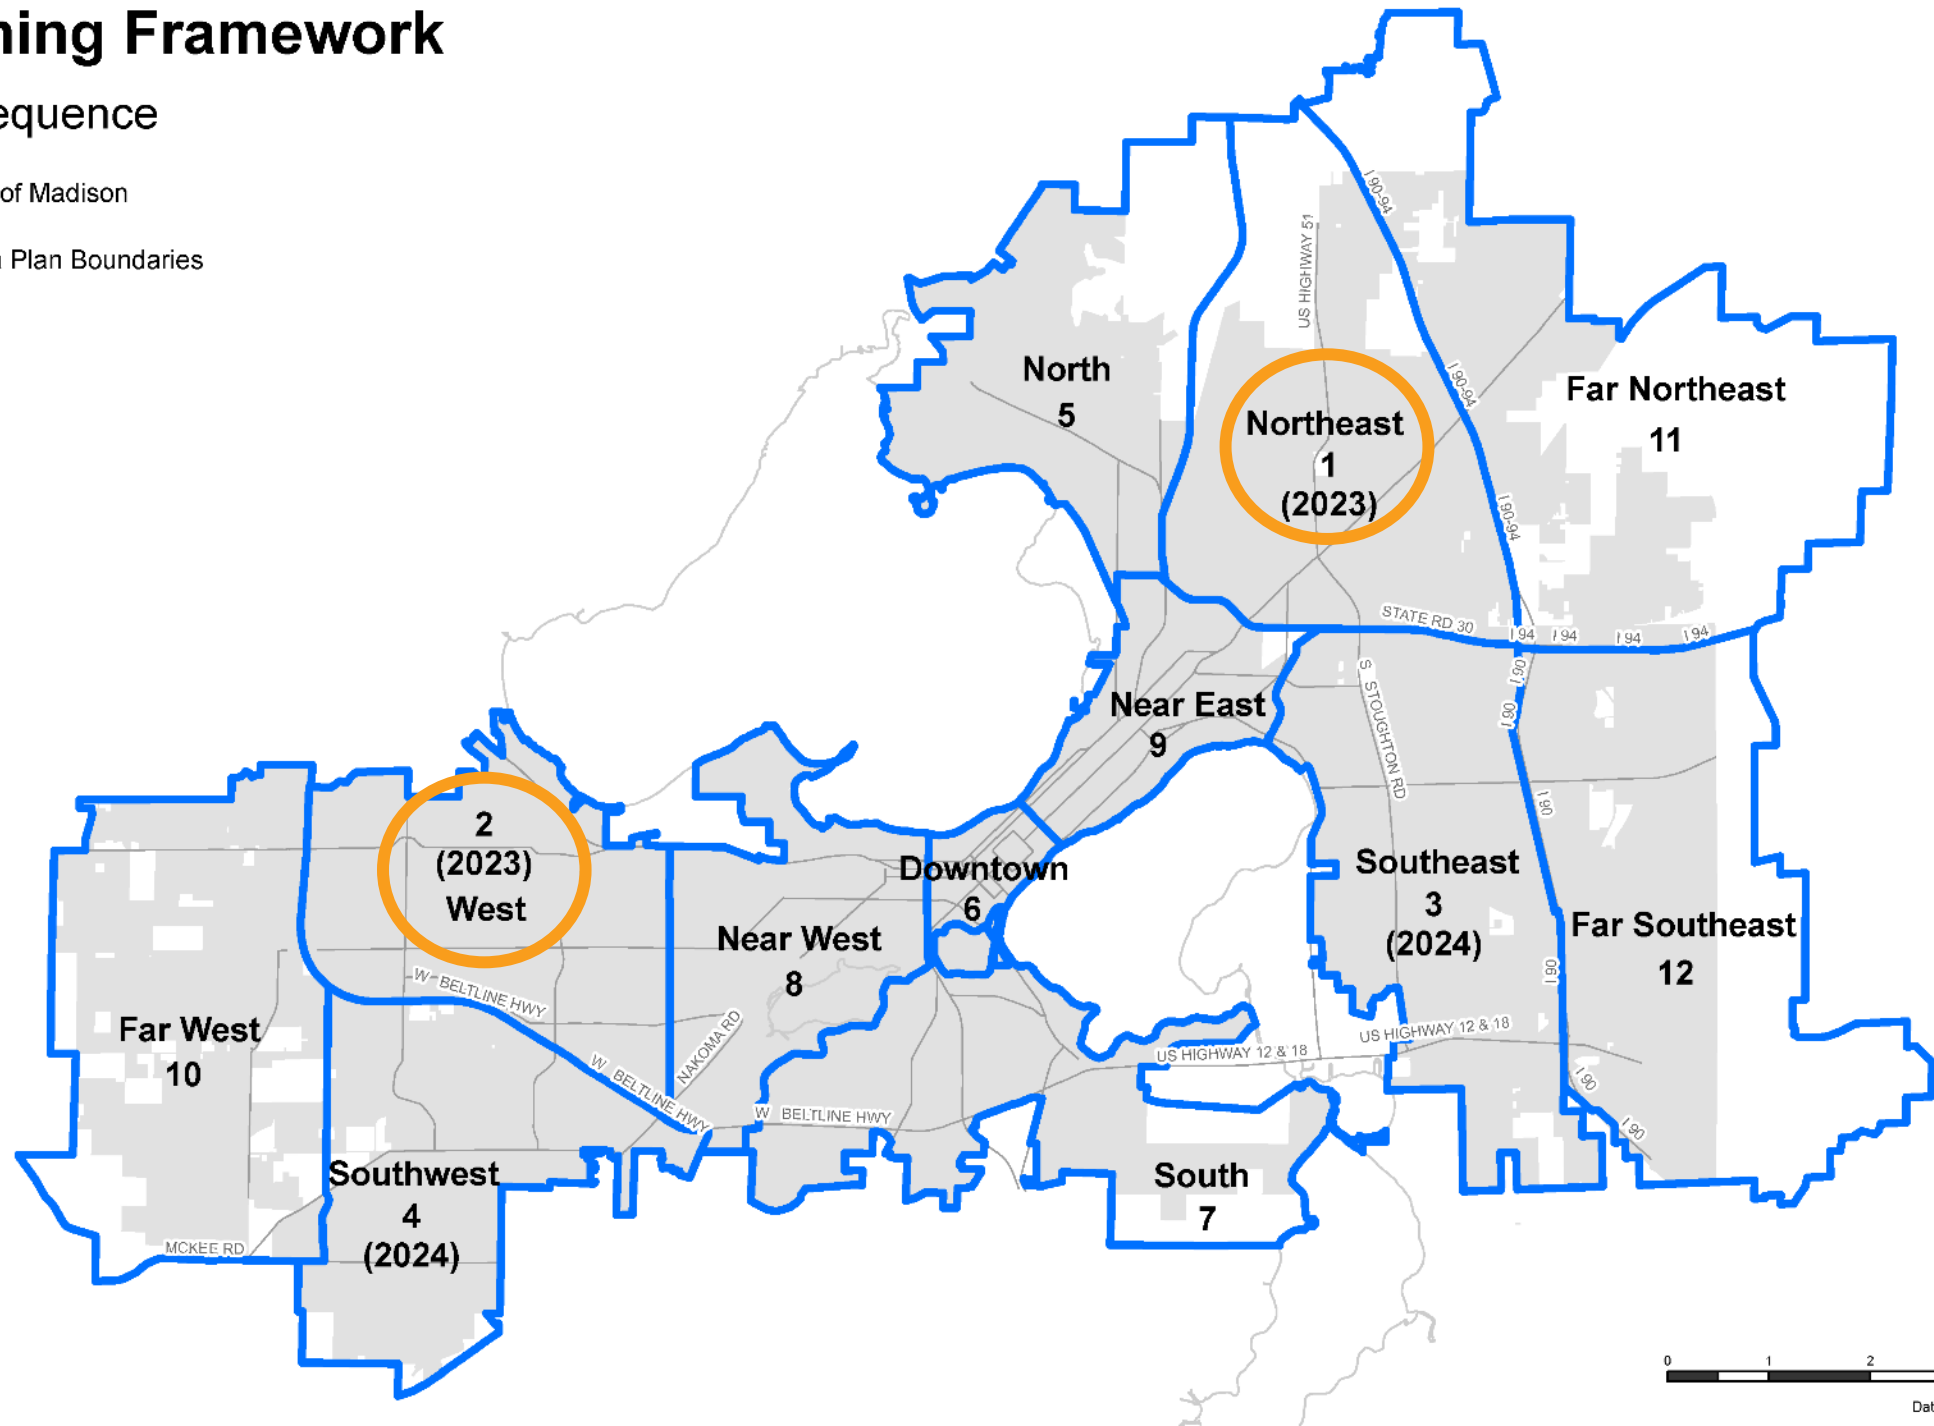 ning Framework
equence
of Madison
Plan Boundaries
I 90-94
US HIGHWAY 51
North
5
I 90-94
Far Northeast
11
Northeast
1
(2023)
I 90-94
STATE RD 30
I 94
I 94
I 94
I 94
I 90
S STOUGHTON RD
I 90
Near East
9
I 90
2
(2023)
West
Downtown
6
Southeast
3
(2024)
Far Southeast
12
Near West
8
I 90
W BELTLINE HWY
Far West
10
NAKOMA RD
US HIGHWAY 12 & 18
US HIGHWAY 12 & 18
W BELTLINE HWY
W BELTLINE HWY
I 90
I 90
Southwest
4
(2024)
South
7
MCKEE RD
0 1 2
Dat